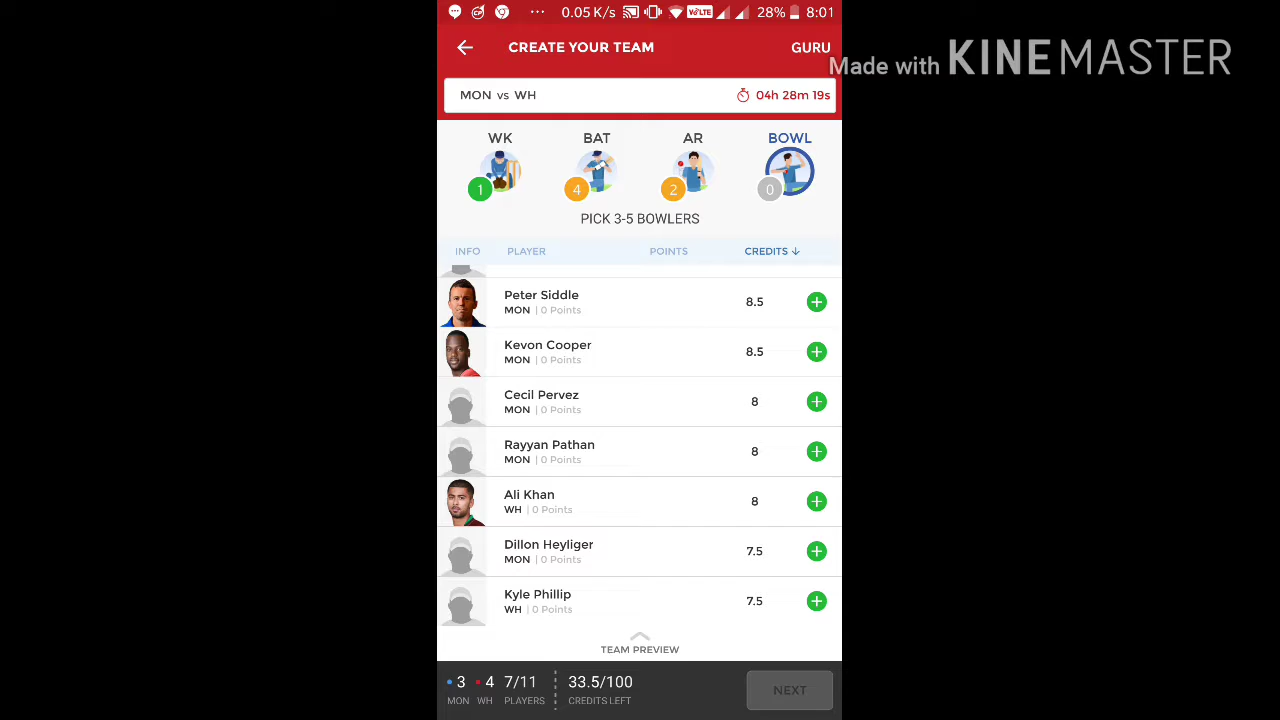 0.05 K/s VoLTE 28% 8:01
CREATE YOUR TEAM GURU
Made with KINEMASTER
MON vs WH 04h 28m 19s
WK BAT AR BOWL
1 4 2 0
PICK 3-5 BOWLERS
INFO PLAYER POINTS CREDITS ↓
Peter Siddle 8.5
MON | 0 Points
Kevon Cooper 8.5
MON | 0 Points
Cecil Pervez 8
MON | 0 Points
Rayyan Pathan 8
MON | 0 Points
Ali Khan 8
WH | 0 Points
Dillon Heyliger 7.5
MON | 0 Points
Kyle Phillip 7.5
WH | 0 Points
TEAM PREVIEW
3 4 7/11 33.5/100 NEXT
MON WH PLAYERS CREDITS LEFT